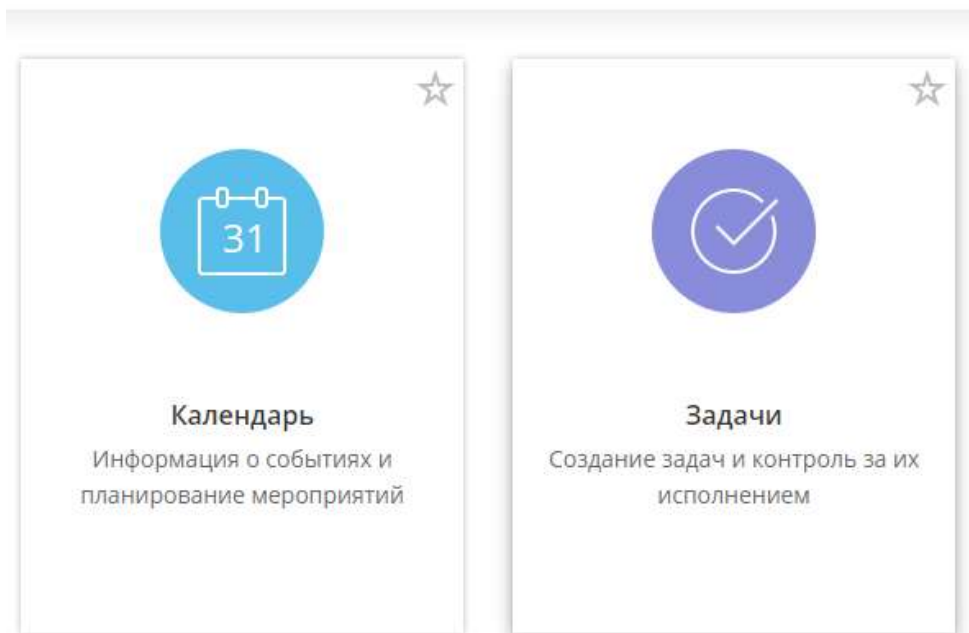 31
Календарь
Информация о событиях и
планирование мероприятий
Задачи
Создание задач и контроль за их
исполнением